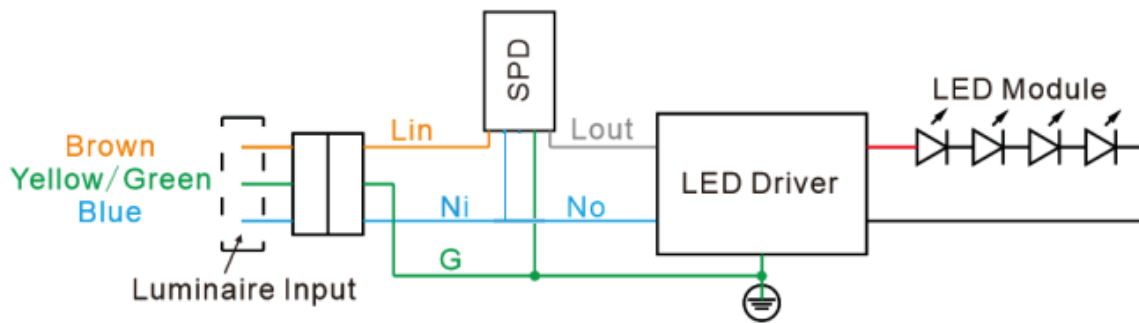 SPD
LED Module
Brown
Lin
Lout
Yellow/Green
LED Driver
Blue
Ni
No
G
Luminaire Input